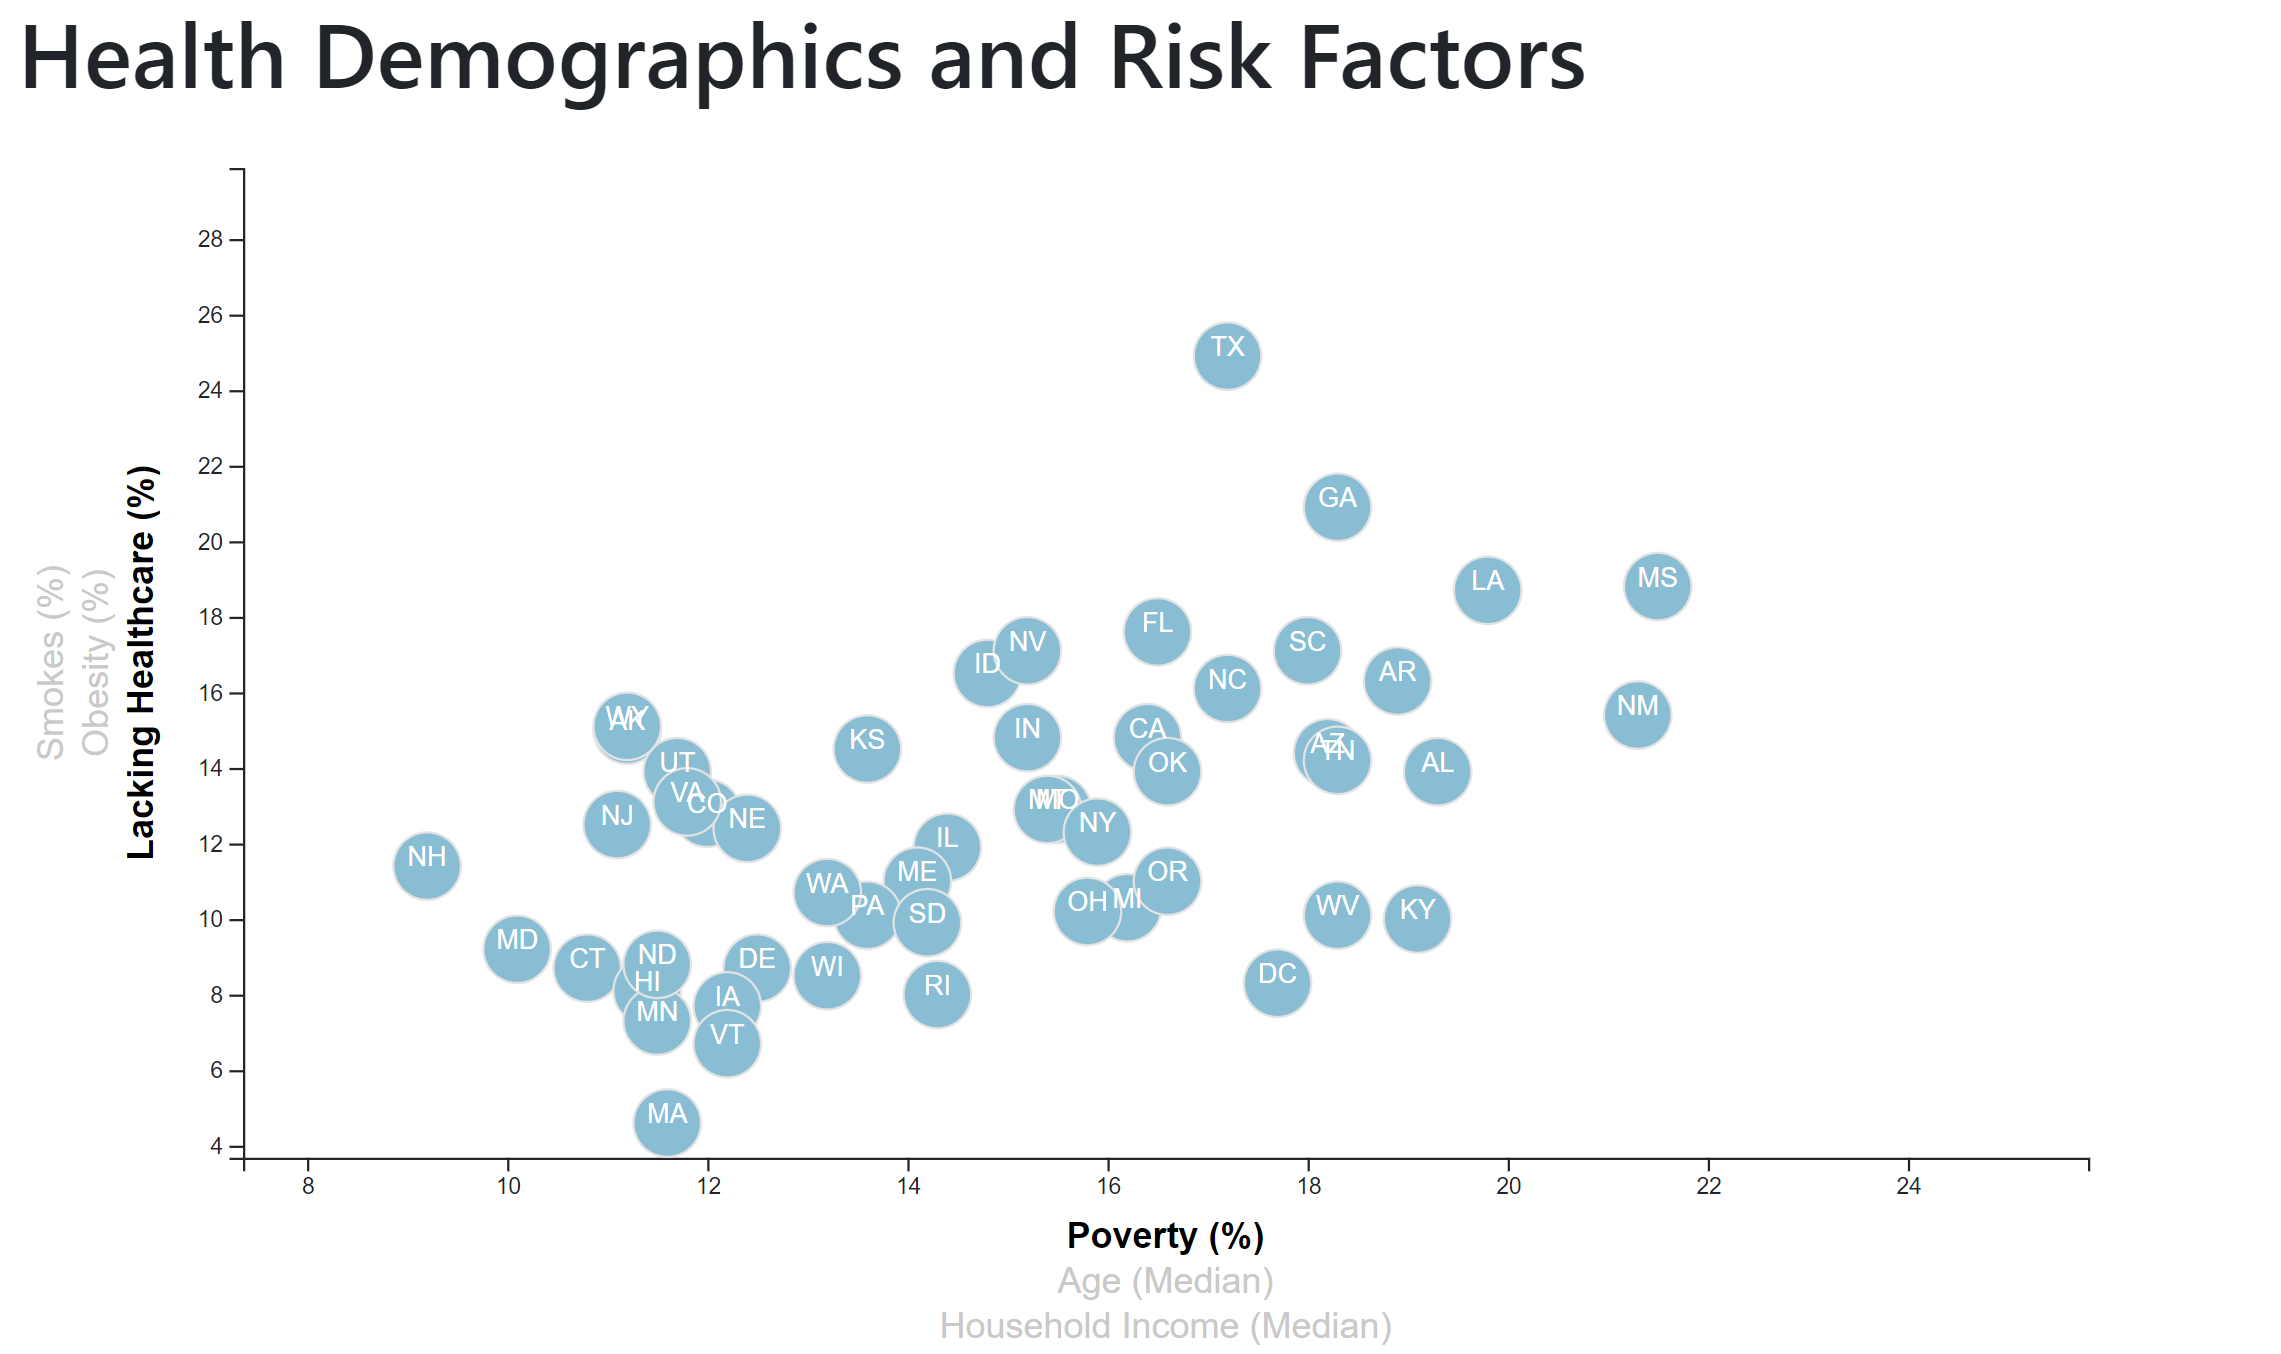 Health Demographics and Risk Factors
28
26
24
22
20
18
16
14
12
10
8
6
4
Smokes (%)
Obesity (%)
Lacking Healthcare (%)
TX
GA
LA
MS
FL
NV
SC
ID
NC
AR
NM
WY
AK
KS
IN
CA
AZ
TN
UT
OK
AL
VA
CO
MT
MO
NJ
NE
NY
IL
NH
ME
OR
WA
PA
SD
OH
MI
WV
KY
MD
CT
ND
DE
WI
DC
HI
IA
RI
MN
VT
MA
8
10
12
14
16
18
20
22
24
Poverty (%)
Age (Median)
Household Income (Median)